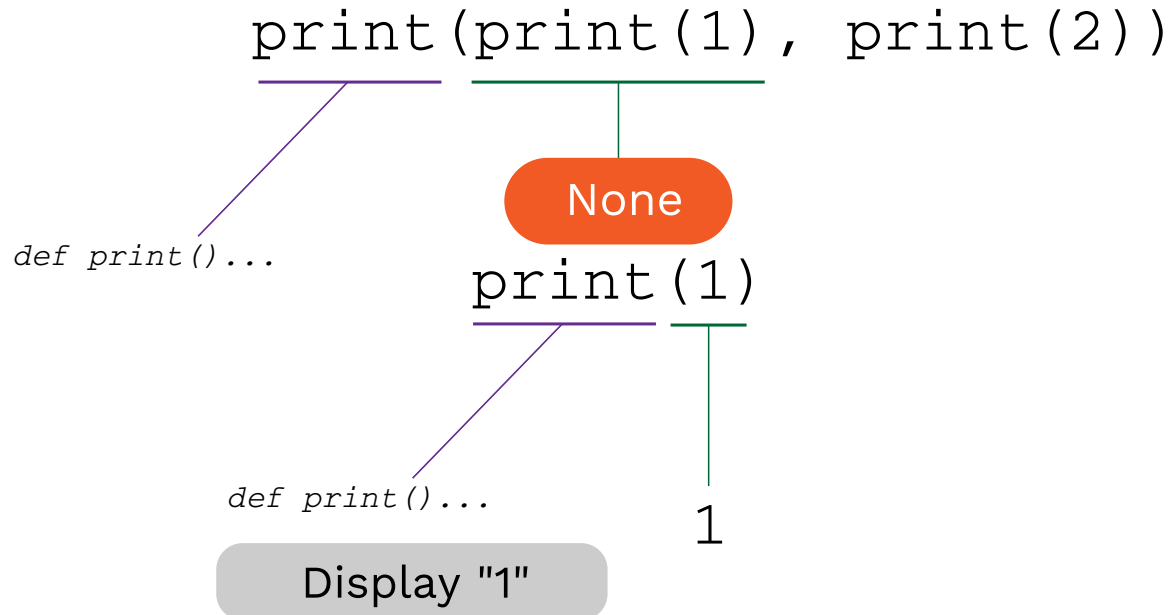 print(print(1), print(2))
None
def print()...
print(1)
def print()...
1
Display "1"